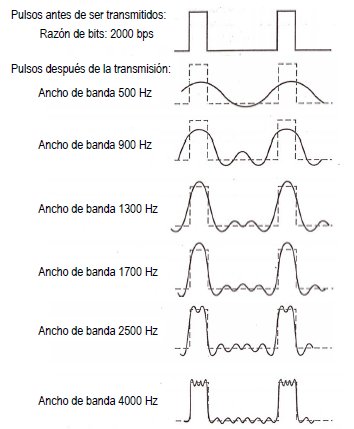 Pulsos antes de ser transmitidos:
Razón de bits: 2000 bps
Pulsos después de la transmisión:
Ancho de banda 500 Hz
Ancho de banda 900 Hz
Ancho de banda 1300 Hz
Ancho de banda 1700 Hz
Ancho de banda 2500 Hz
Ancho de banda 4000 Hz